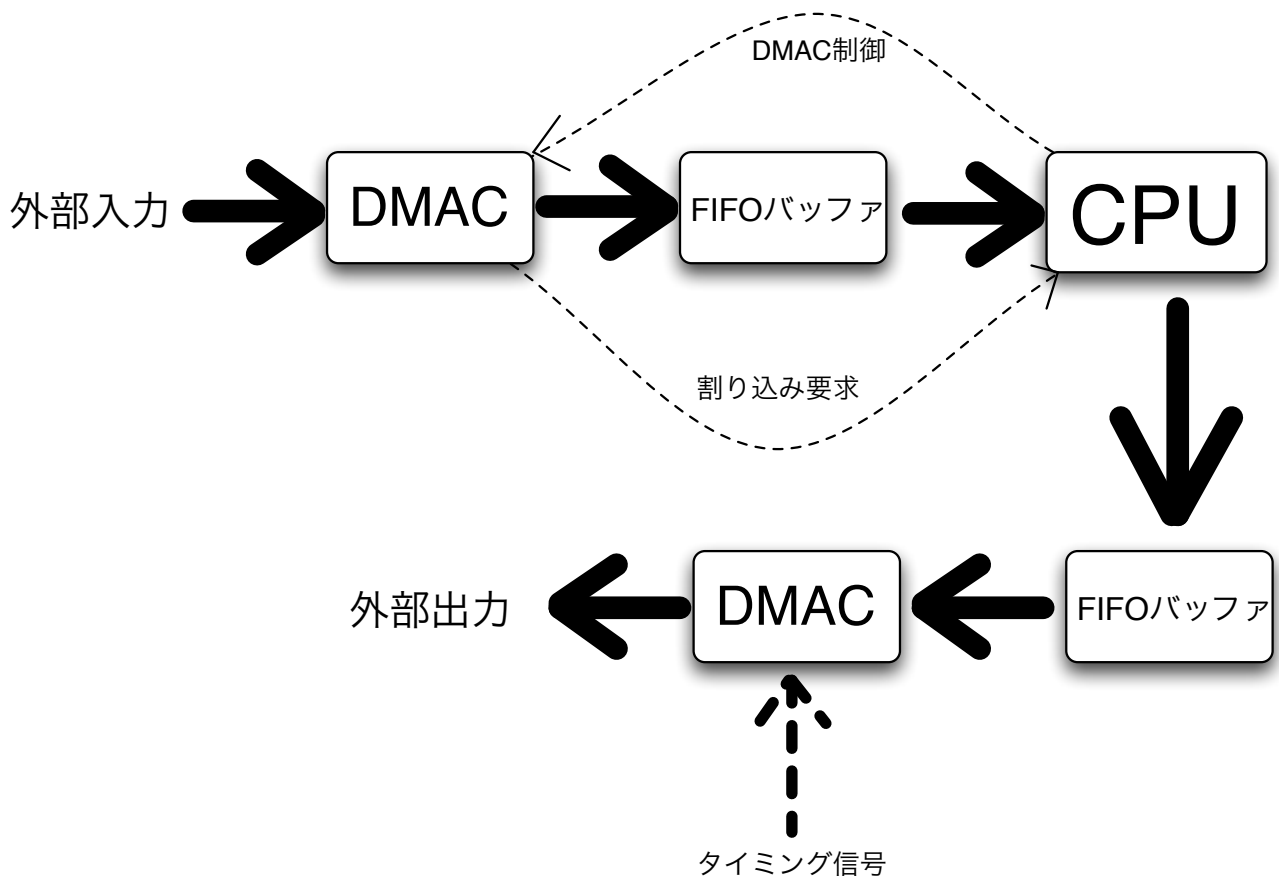 DMAC制御
外部入力
DMAC
FIFOバッファ
CPU
割り込み要求
外部出力
DMAC
FIFOバッファ
タイミング信号